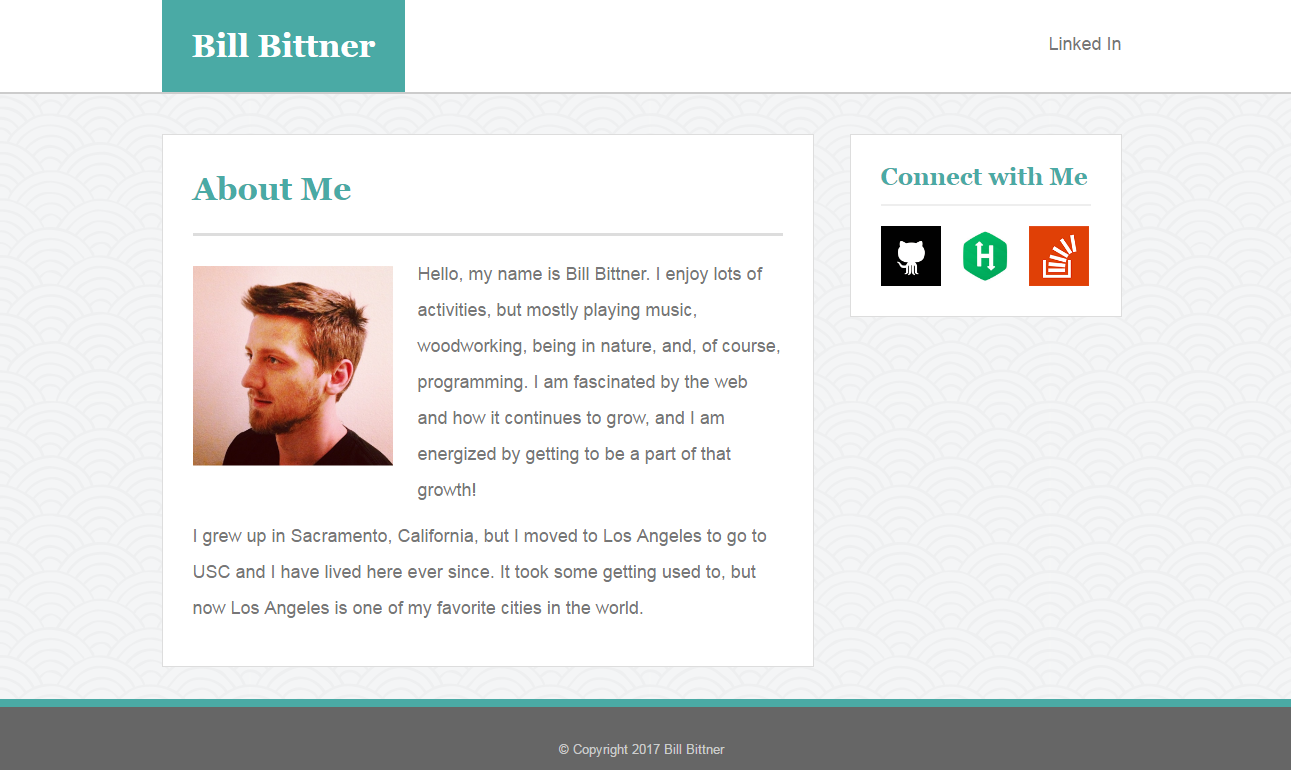 Bill Bittner
Linked In
About Me
Hello, my name is Bill Bittner. I enjoy lots of
activities, but mostly playing music,
woodworking, being in nature, and, of course,
programming. I am fascinated by the web
and how it continues to grow, and I am
energized by getting to be a part of that
growth!
I grew up in Sacramento, California, but I moved to Los Angeles to go to
USC and I have lived here ever since. It took some getting used to, but
now Los Angeles is one of my favorite cities in the world.
Connect with Me
H
© Copyright 2017 Bill Bittner